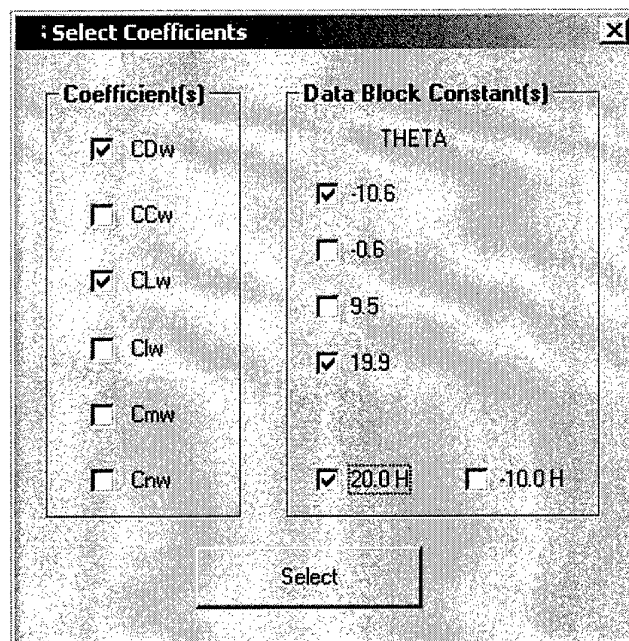 Select Coefficients
Coefficient(s)
CDw
CCw
CLw
Clw
Cmw
Cnw
Data Block Constant(s)
THETA
-10.6
-0.6
9.5
19.9
20.0 H -10.0 H
Select